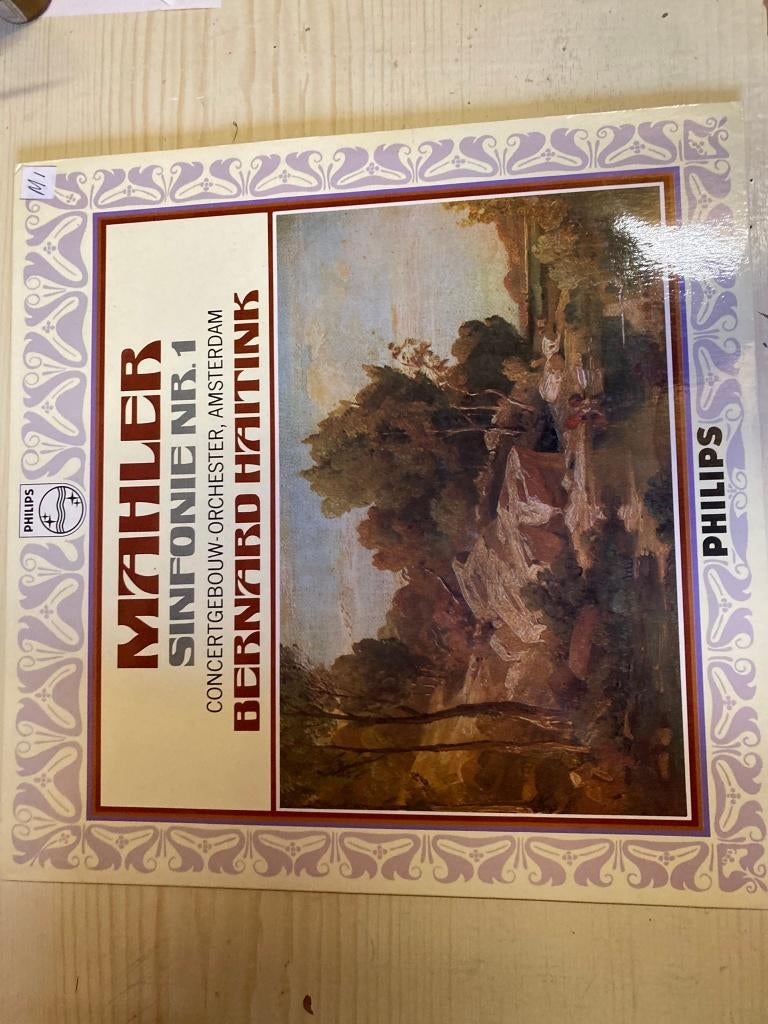 M1
PHILIPS
MAHLER
SINFONIE NR. 1
CONCERTGEBOUW-ORCHESTER, AMSTERDAM
BERNARD HAITINK
PHILIPS